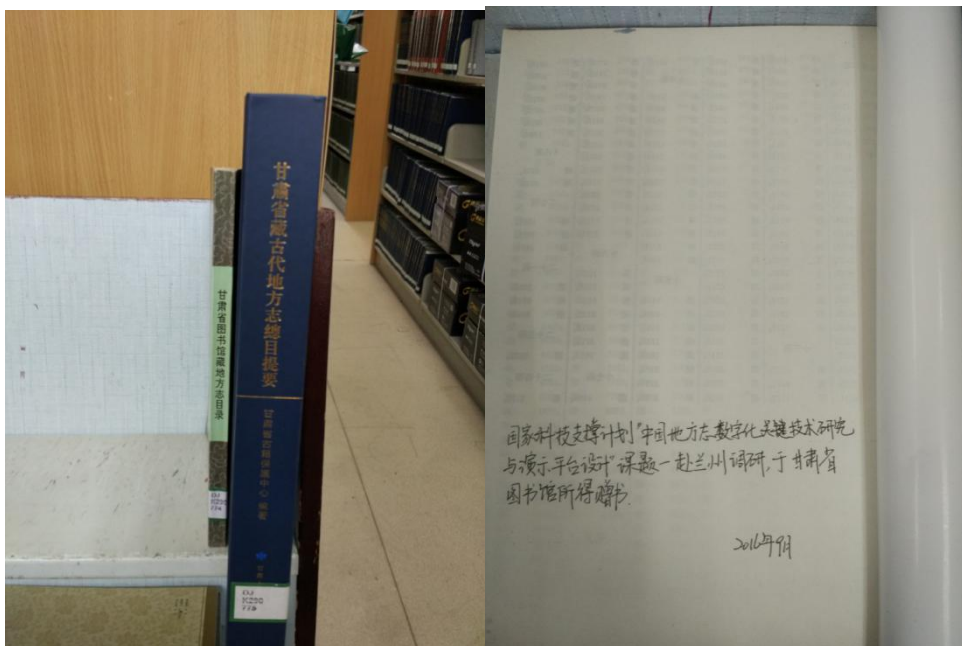 甘肃省藏古代地方志總目提要
甘肃省古籍保護中心 編著
甘肃省图书馆藏地方志目录
国家科技支撑计划“中国地方志数字化关键技术研究
与演示平台设计”课题一赴兰州调研,于甘肃省
图书馆所得赠书.
2016年9月